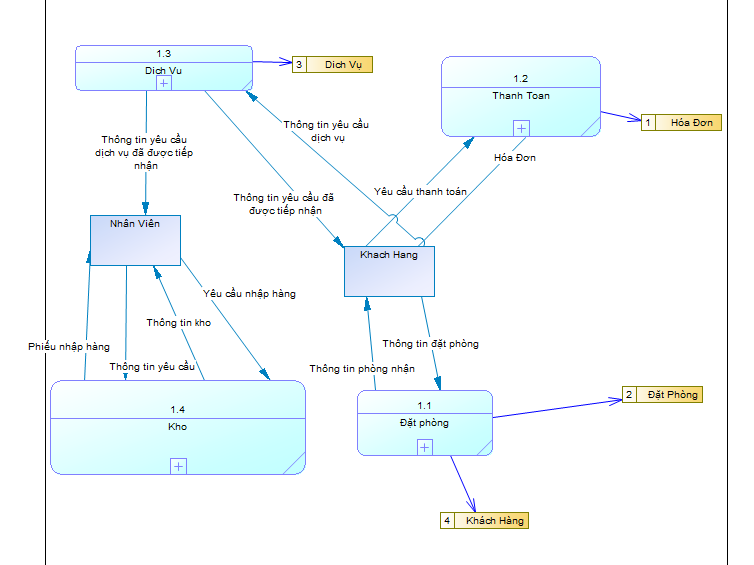 1.3
Dich Vu
3 Dịch Vụ
1.2
Thanh Toan
1 Hóa Đơn
Thông tin yêu cầu
dịch vụ đã được tiếp
nhận
Thông tin yêu cầu
dịch vụ
Hóa Đơn
Thông tin yêu cầu đã
được tiếp nhận
Yêu cầu thanh toán
Nhân Viên
Khach Hang
Yêu cầu nhập hàng
Thông tin kho
Phiếu nhập hàng
Thông tin yêu cầu
Thông tin đặt phòng
Thông tin phòng nhận
1.4
Kho
1.1
Đặt phòng
2 Đặt Phòng
4 Khách Hàng